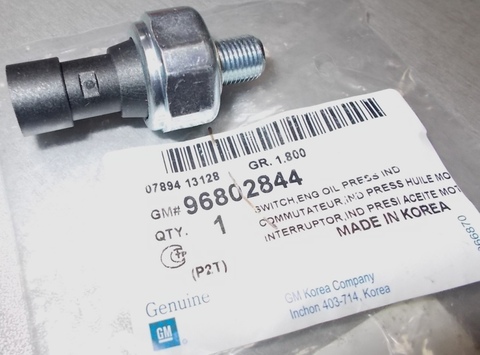 07894 13128
GR. 1.800
GM# 96802844
SWITCH,ENG OIL PRESS IND
COMMUTATEUR,IND PRESS,HUILE MO
INTERRUPTOR,IND PRESI ACEITE MOT
QTY. 1
MADE IN KOREA
(P2T)
Genuine
GM
GM Korea Company
Inchon 403-714, Korea